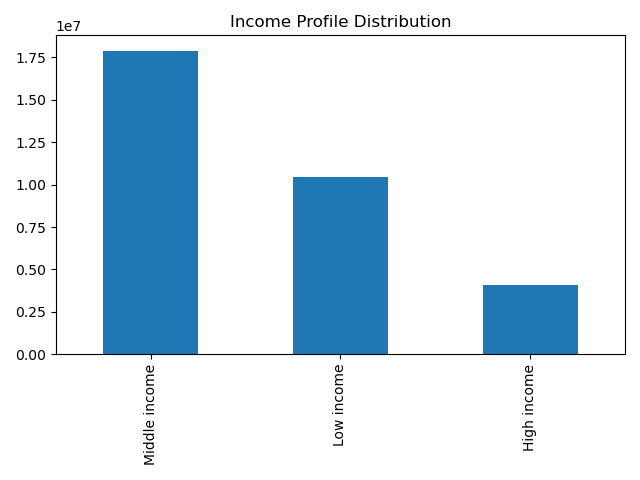 Income Profile Distribution
1e7
1.75
1.50
1.25
1.00
0.75
0.50
0.25
0.00
Middle income
Low income
High income